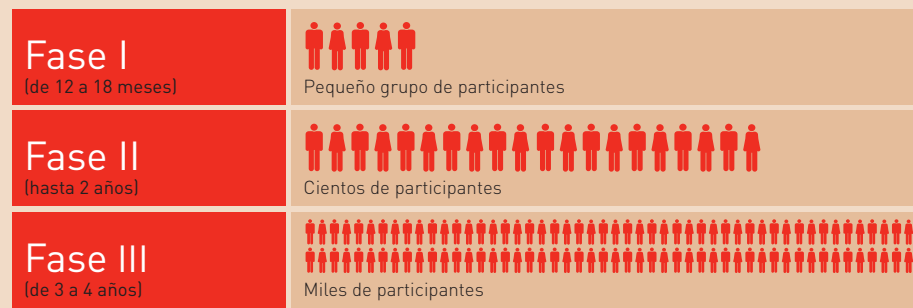 Fase I
(de 12 a 18 meses)
Pequeño grupo de participantes
Fase II
(hasta 2 años)
Cientos de participantes
Fase III
(de 3 a 4 años)
Miles de participantes